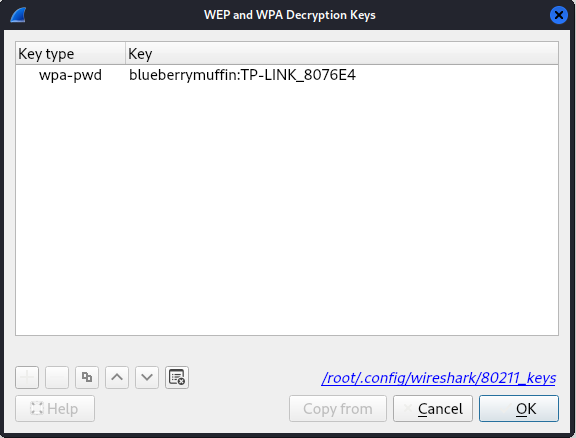 WEP and WPA Decryption Keys
Key type Key
wpa-pwd blueberrymuffin:TP-LINK_8076E4
/root/.config/wireshark/80211_keys
Help Copy from Cancel OK